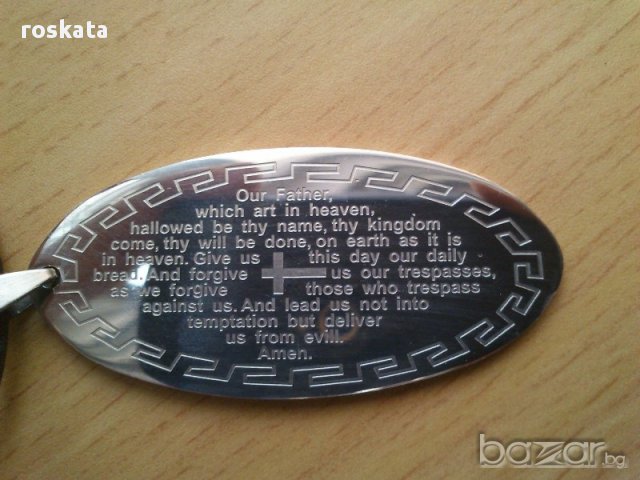 roskata
Our Father,
which art in heaven,
hallowed be thy name, thy kingdom
come, thy will be done, on earth as it is
in heaven. Give us this day our daily
bread. And forgive us our trespasses,
as we forgive those who trespass
against us. And lead us not into
temptation but deliver
us from evill.
Amen.
bazar.bg